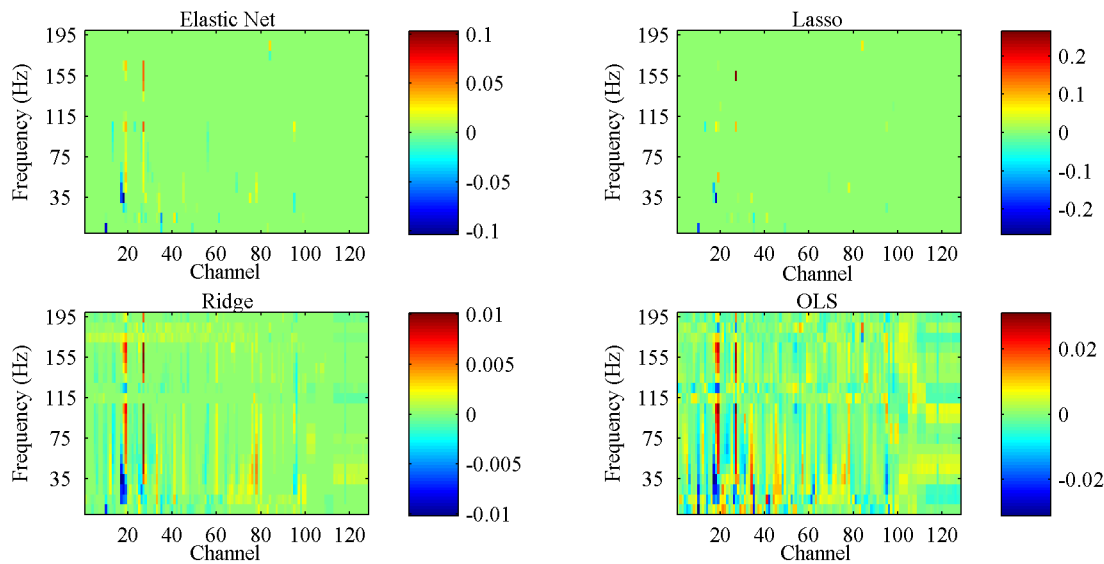 Elastic Net
195
155
115
75
35
Frequency (Hz)
20 40 60 80 100 120
Channel
0.1
0.05
0
-0.05
-0.1
Lasso
195
155
115
75
35
Frequency (Hz)
20 40 60 80 100 120
Channel
0.2
0.1
0
-0.1
-0.2
Ridge
195
155
115
75
35
Frequency (Hz)
20 40 60 80 100 120
Channel
0.01
0.005
0
-0.005
-0.01
OLS
195
155
115
75
35
Frequency (Hz)
20 40 60 80 100 120
Channel
0.02
0
-0.02